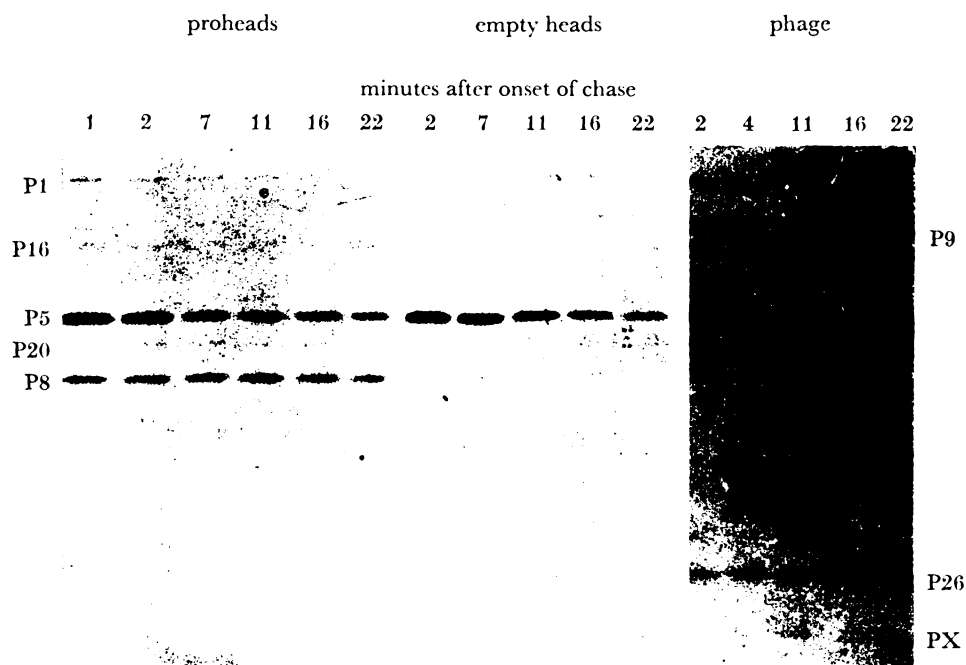 proheads empty heads phage
minutes after onset of chase
1 2 7 11 16 22 2 7 11 16 22 2 4 11 16 22
P1
P16 P9
P5
P20
P8
P26
PX